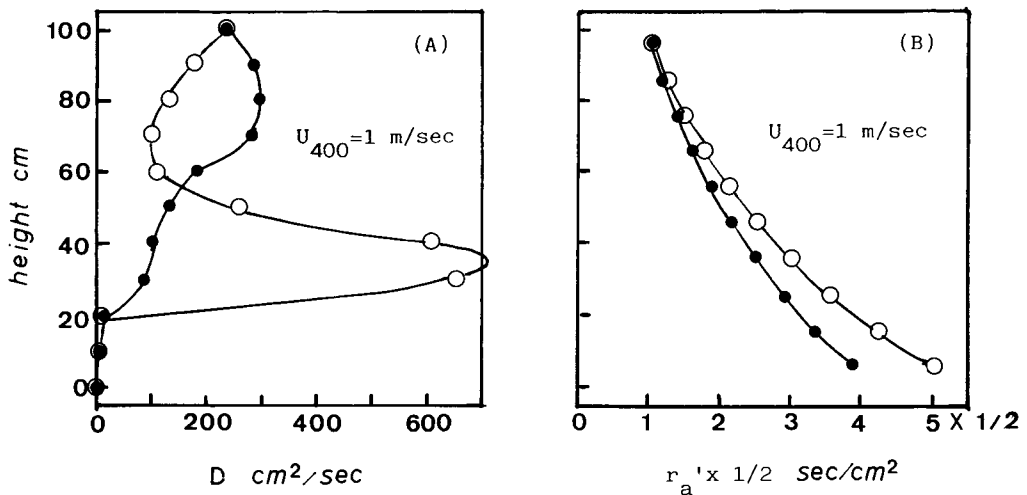 (A)
100
80
60
40
20
0
height cm
U400=1 m/sec
0
200
400
600
D cm²/sec
(B)
U400=1 m/sec
0
1
2
3
4
5 X 1/2
ra'x 1/2 sec/cm²